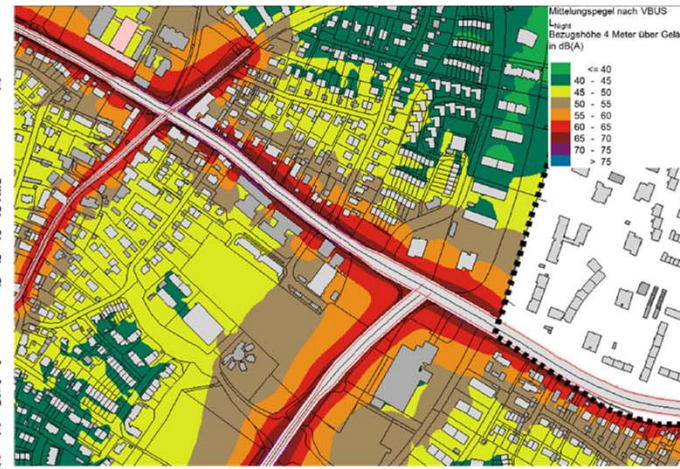 Mittelungspegel nach VBUS
L Night
Bezugshöhe 4 Meter über Gelä
in dB(A)
<= 40
40 - 45
45 - 50
50 - 55
55 - 60
60 - 65
65 - 70
70 - 75
> 75